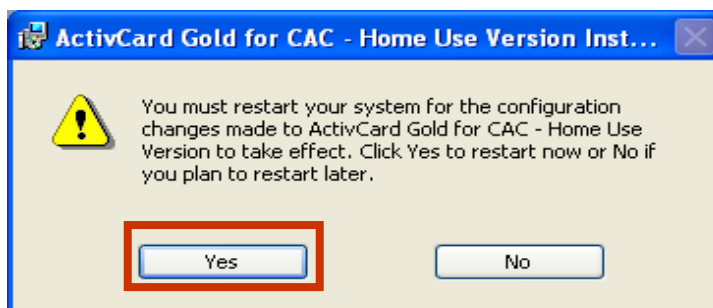 ActivCard Gold for CAC - Home Use Version Inst...
You must restart your system for the configuration
changes made to ActivCard Gold for CAC - Home Use
Version to take effect. Click Yes to restart now or No if
you plan to restart later.
Yes
No